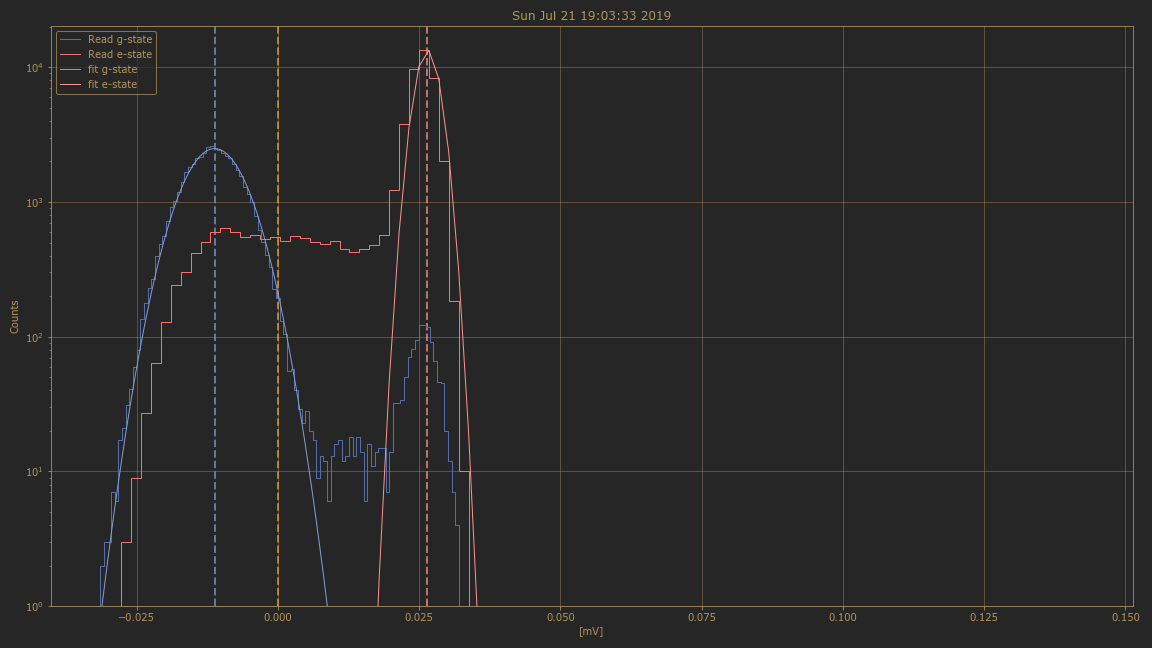 Sun Jul 21 19:03:33 2019
Read g-state
Read e-state
fit g-state
fit e-state
10⁴
10³
10²
10¹
10⁰
Counts
−0.025 0.000 0.025 0.050 0.075 0.100 0.125 0.150
[mV]